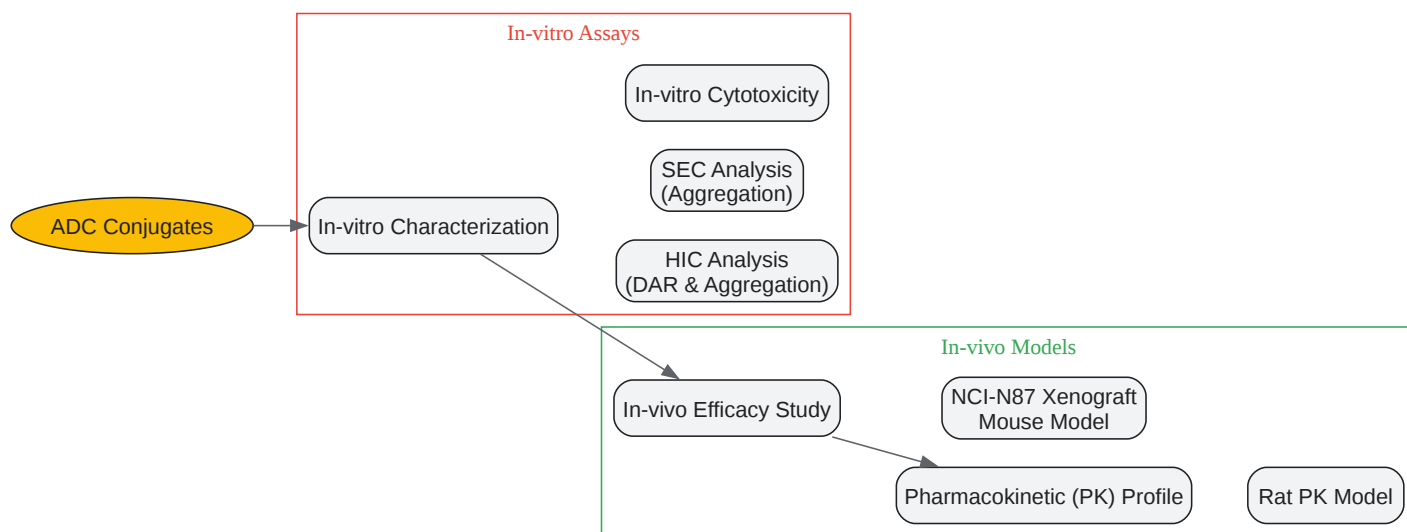 In-vitro Assays
In-vitro Cytotoxicity
SEC Analysis
(Aggregation)
ADC Conjugates
In-vitro Characterization
HIC Analysis
(DAR & Aggregation)
In-vivo Models
In-vivo Efficacy Study
NCI-N87 Xenograft
Mouse Model
Pharmacokinetic (PK) Profile
Rat PK Model